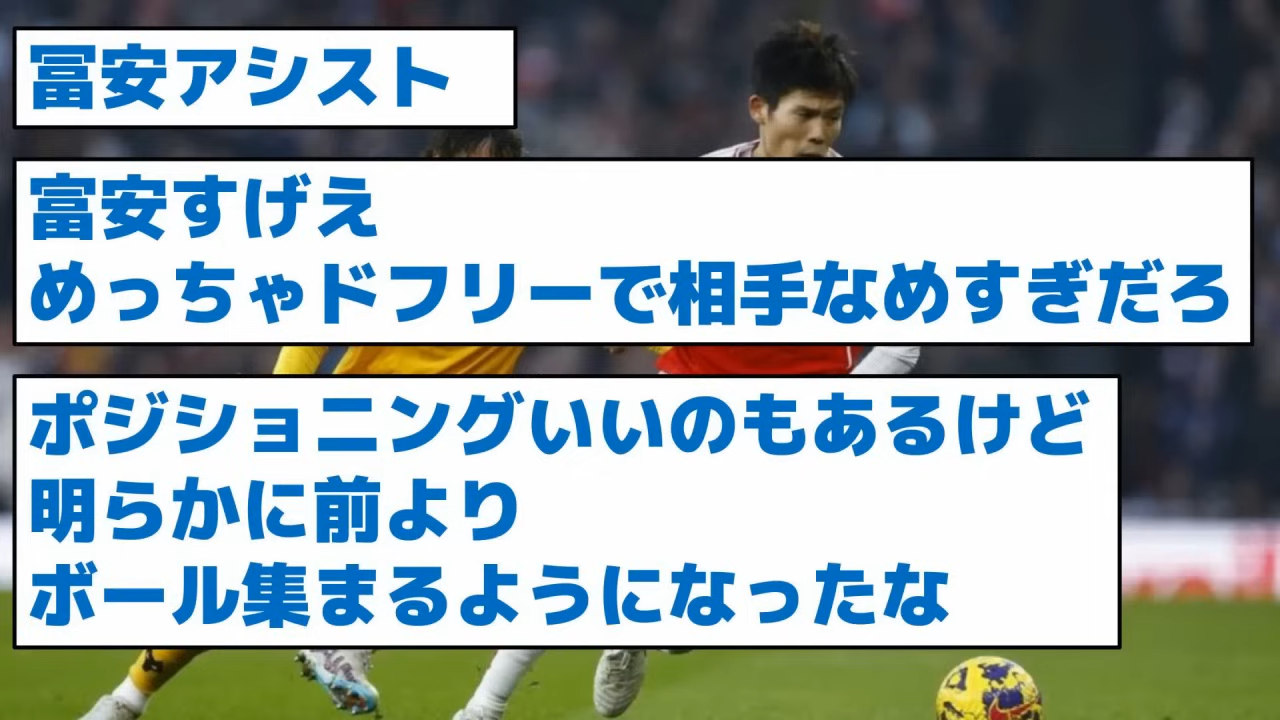 冨安アシスト
富安すげえ
めっちゃドフリーで相手なめすぎだろ
ポジショニングいいのもあるけど
明らかに前より
ボール集まるようになったな